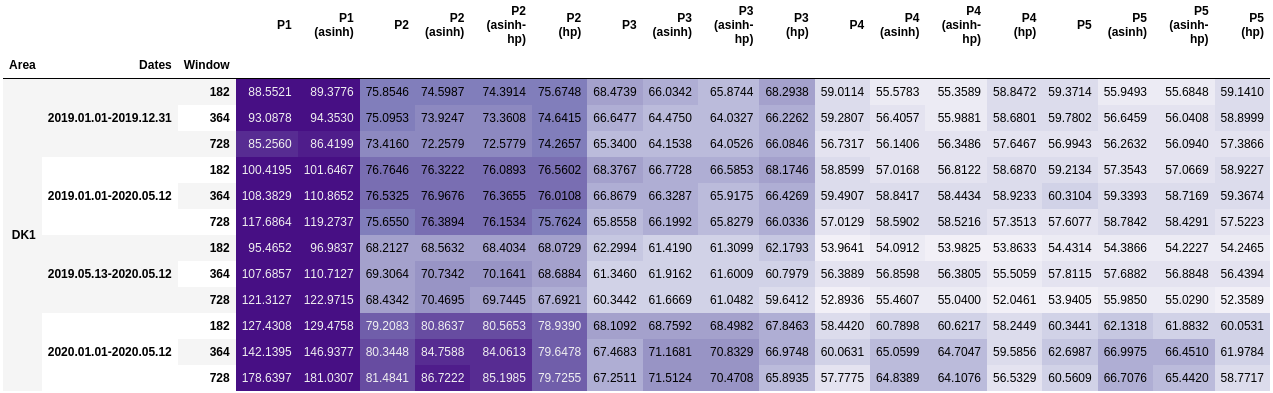 P1 P1 (asinh) P2 P2 (asinh) P2 (asinh-hp) P2 (hp) P3 P3 (asinh) P3 (asinh-hp) P3 (hp) P4 P4 (asinh) P4 (asinh-hp) P4 (hp) P5 P5 (asinh) P5 (asinh-hp) P5 (hp)
Area Dates Window
182 88.5521 89.3776 75.8546 74.5987 74.3914 75.6748 68.4739 66.0342 65.8744 68.2938 59.0114 55.5783 55.3589 58.8472 59.3714 55.9493 55.6848 59.1410
2019.01.01-2019.12.31 364 93.0878 94.3530 75.0953 73.9247 73.3608 74.6415 66.6477 64.4750 64.0327 66.2262 59.2807 56.4057 55.9881 58.6801 59.7802 56.6459 56.0408 58.8999
728 85.2560 86.4199 73.4160 72.2579 72.5779 74.2657 65.3400 64.1538 64.0526 66.0846 56.7317 56.1406 56.3486 57.6467 56.9943 56.2632 56.0940 57.3866
182 100.4195 101.6467 76.7646 76.3222 76.0893 76.5602 68.3767 66.7728 66.5853 68.1746 58.8599 57.0168 56.8122 58.6870 59.2134 57.3543 57.0669 58.9227
2019.01.01-2020.05.12 364 108.3829 110.8652 76.5325 76.9676 76.3655 76.0108 66.8679 66.3287 65.9175 66.4269 59.4907 58.8417 58.4434 58.9233 60.3104 59.3393 58.7169 59.3674
728 117.6864 119.2737 75.6550 76.3894 76.1534 75.7624 65.8558 66.1992 65.8279 66.0336 57.0129 58.5902 58.5216 57.3513 57.6077 58.7842 58.4291 57.5223
DK1
182 95.4652 96.9837 68.2127 68.5632 68.4034 68.0729 62.2994 61.4190 61.3099 62.1793 53.9641 54.0912 53.9825 53.8633 54.4314 54.3866 54.2227 54.2465
2019.05.13-2020.05.12 364 107.6857 110.7127 69.3064 70.7342 70.1641 68.6884 61.3460 61.9162 61.6009 60.7979 56.3889 56.8598 56.3805 55.5059 57.8115 57.6882 56.8848 56.4394
728 121.3127 122.9715 68.4342 70.4695 69.7445 67.6921 60.3442 61.6669 61.0482 59.6412 52.8936 55.4607 55.0400 52.0461 53.9405 55.9850 55.0290 52.3589
182 127.4308 129.4758 79.2083 80.8637 80.5653 78.9390 68.1092 68.7592 68.4982 67.8463 58.4420 60.7898 60.6217 58.2449 60.3441 62.1318 61.8832 60.0531
2020.01.01-2020.05.12 364 142.1395 146.9377 80.3448 84.7588 84.0613 79.6478 67.4683 71.1681 70.8329 66.9748 60.0631 65.0599 64.7047 59.5856 62.6987 66.9975 66.4510 61.9784
728 178.6397 181.0307 81.4841 86.7222 85.1985 79.7255 67.2511 71.5124 70.4708 65.8935 57.7775 64.8389 64.1076 56.5329 60.5609 66.7076 65.4420 58.7717